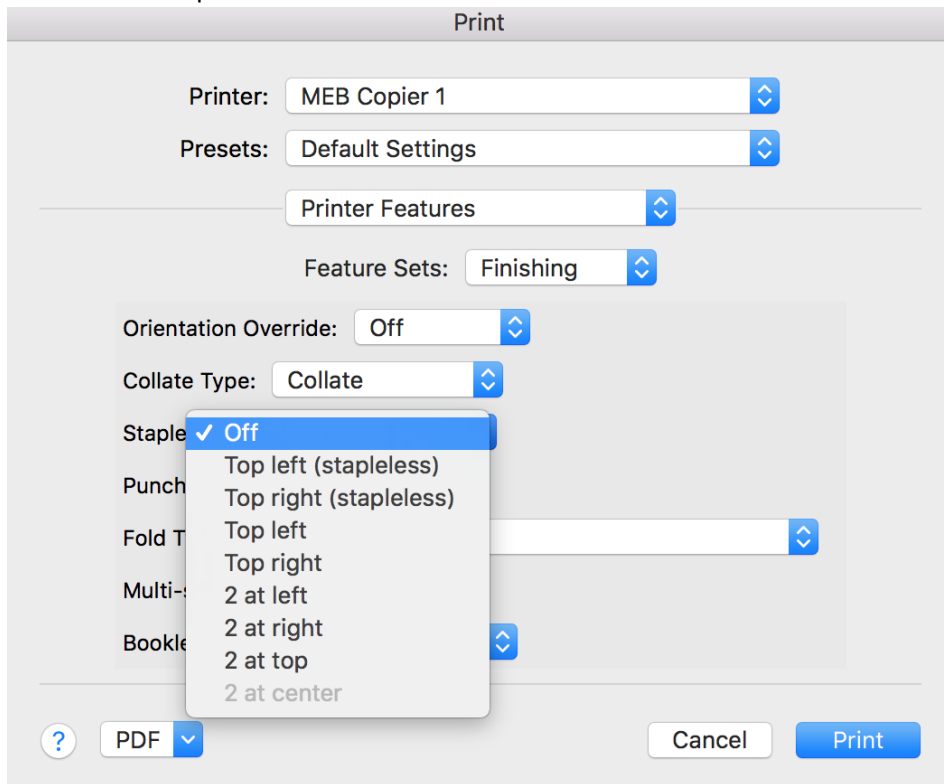 Print
Printer: MEB Copier 1
Presets: Default Settings
Printer Features
Feature Sets: Finishing
Orientation Override: Off
Collate Type: Collate
Staple ✓ Off
Top left (stapleless)
Punch
Top right (stapleless)
Top left
Fold T
Top right
Multi-
2 at left
2 at right
Bookle
2 at top
2 at center
? PDF Cancel Print